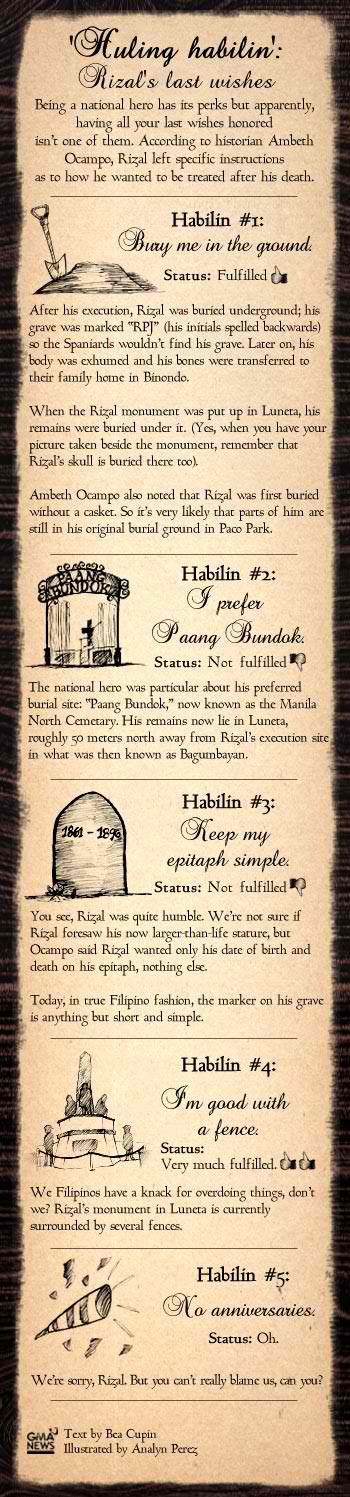 'Huling habilin':
Rizal's last wishes
Being a national hero has its perks but apparently,
having all your last wishes honored
isn't one of them. According to historian Ambeth
Ocampo, Rizal left specific instructions
as to how he wanted to be treated after his death.
Habilin #1:
Bury me in the ground.
Status: Fulfilled
After his execution, Rizal was buried underground; his
grave was marked "RPJ" (his initials spelled backwards)
so the Spaniards wouldn't find his grave. Later on, his
body was exhumed and his bones were transferred to
their family home in Binondo.
When the Rizal monument was put up in Luneta, his
remains were buried under it. (Yes, when you have your
picture taken beside the monument, remember that
Rizal's skull is buried there too).
Ambeth Ocampo also noted that Rizal was first buried
without a casket. So it's very likely that parts of him are
still in his original burial ground in Paco Park.
PAANG
BUNDOK
Habilin #2:
I prefer
Paang Bundok.
Status: Not fulfilled
The national hero was particular about his preferred
burial site: "Paang Bundok," now known as the Manila
North Cemetary. His remains now lie in Luneta,
roughly 50 meters north away from Rizal's execution site
in what was then known as Bagumbayan.
1861 - 1896
Habilin #3:
Keep my
epitaph simple.
Status: Not fulfilled
You see, Rizal was quite humble. We're not sure if
Rizal foresaw his now larger-than-life stature, but
Ocampo said Rizal wanted only his date of birth and
death on his epitaph, nothing else.
Today, in true Filipino fashion, the marker on his grave
is anything but short and simple.
Habilin #4:
I'm good with
a fence.
Status:
Very much fulfilled.
We Filipinos have a knack for overdoing things, don't
we? Rizal's monument in Luneta is currently
surrounded by several fences.
Habilin #5:
No anniversaries.
Status: Oh.
We're sorry, Rizal. But you can't really blame us, can you?
GMA
NEWS
Text by Bea Cupin
Illustrated by Analyn Perez